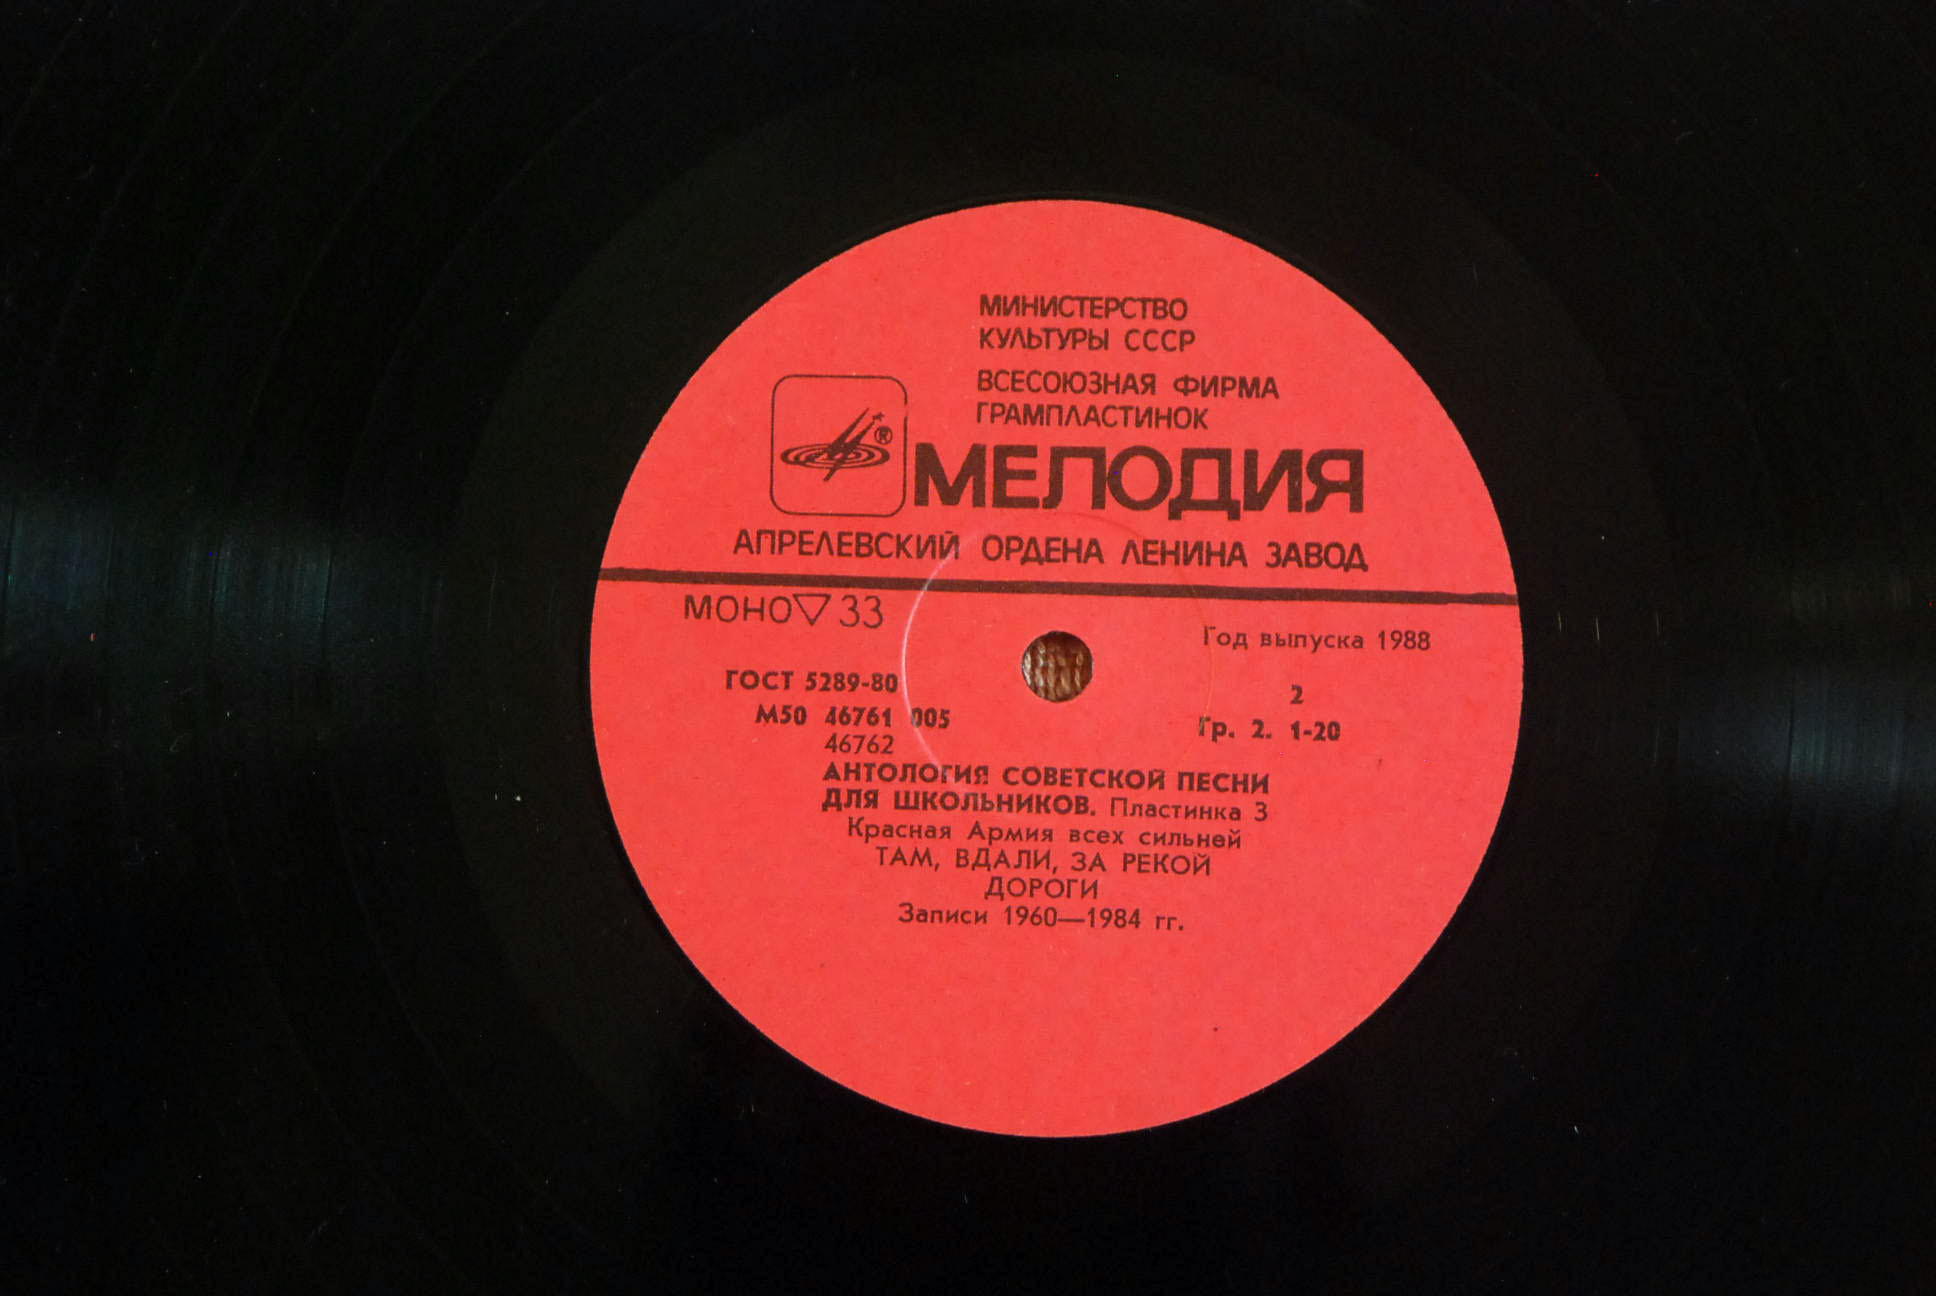 МИНИСТЕРСТВО
КУЛЬТУРЫ СССР
ВСЕСОЮЗНАЯ ФИРМА
ГРАМПЛАСТИНОК
®
МЕЛОДИЯ
АПРЕЛЕВСКИЙ ОРДЕНА ЛЕНИНА ЗАВОД
МОНО▽33
Год выпуска 1988
ГОСТ 5289-80
2
М50 46761 005
Гр. 2. 1-20
46762
АНТОЛОГИЯ СОВЕТСКОЙ ПЕСНИ
ДЛЯ ШКОЛЬНИКОВ. Пластинка 3
Красная Армия всех сильней
ТАМ, ВДАЛИ, ЗА РЕКОЙ
ДОРОГИ
Записи 1960—1984 гг.